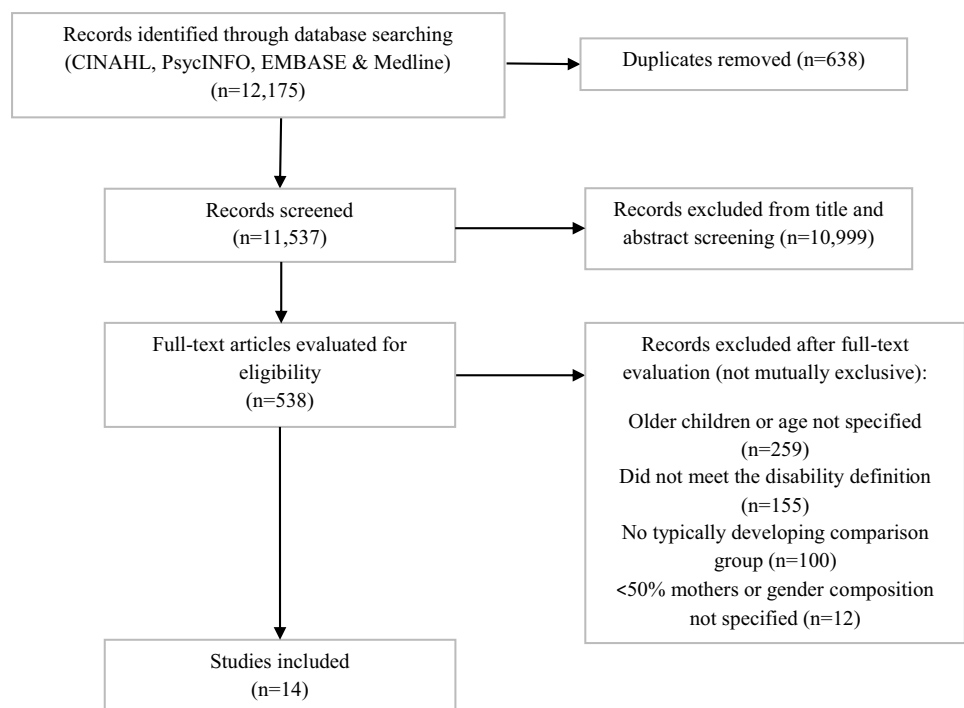 Records identified through database searching
(CINAHL, PsycINFO, EMBASE & Medline)
(n=12,175)
Duplicates removed (n=638)
Records screened
(n=11,537)
Records excluded from title and
abstract screening (n=10,999)
Full-text articles evaluated for
eligibility
(n=538)
Records excluded after full-text
evaluation (not mutually exclusive):
Older children or age not specified
(n=259)
Did not meet the disability definition
(n=155)
No typically developing comparison
group (n=100)
<50% mothers or gender composition
not specified (n=12)
Studies included
(n=14)